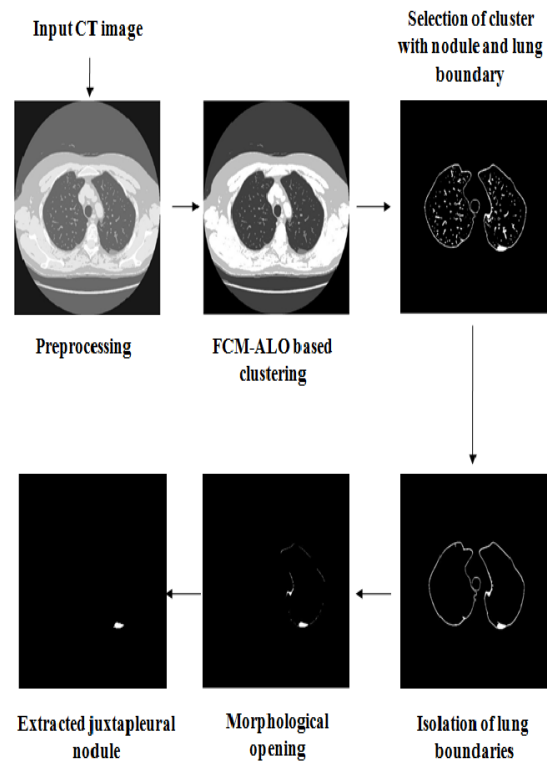 Input CT image
Selection of cluster
with nodule and lung
boundary
Preprocessing
FCM-ALO based
clustering
Extracted juxtapleural
nodule
Morphological
opening
Isolation of lung
boundaries